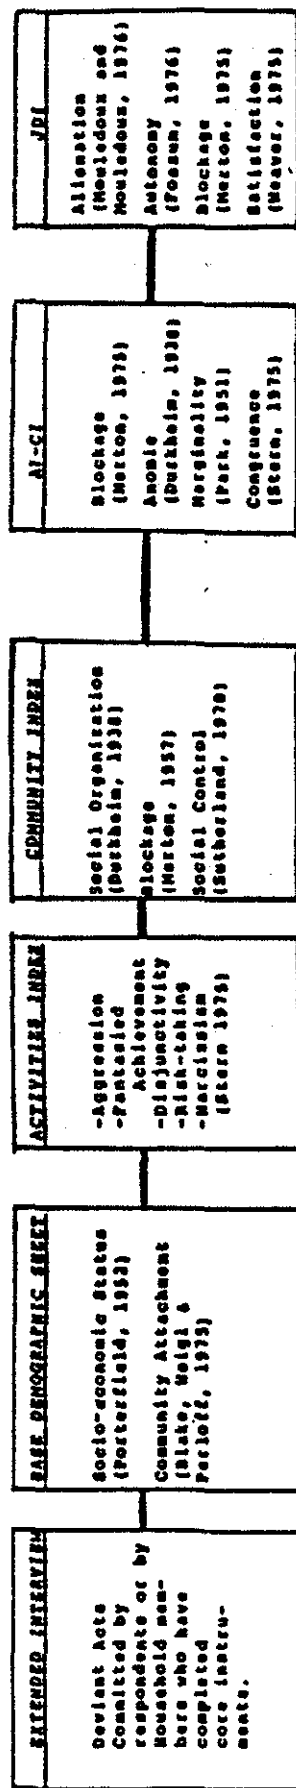 EXTENDED INTERVIEW
Deviant Acts
Committed by
respondents or by
Household mem-
bers who have
completed
core instru-
ments.
BASE DEMOGRAPHIC SHEET
Socio-economic Status
(Porterfield, 1952)
Community Attachment
(Blake, Weigl &
Perloff, 1975)
ACTIVITIES INDEX
-Aggression
-Fantasied
Achievement
-Disjunctivity
-Risk-taking
-Narcissism
(Stern 1975)
COMMUNITY INDEX
Social Organization
(Durkheim, 1938)
Blockage
(Merton, 1957)
Social Control
(Sutherland, 1970)
AI-CI
Blockage
(Merton, 1975)
Anomie
(Durkheim, 1938)
Marginality
(Park, 1951)
Congruence
(Stern, 1975)
JDI
Alienation
(Mouledoux and
Mouledoux, 1976)
Autonomy
(Fossum, 1976)
Blockage
(Merton, 1975)
Satisfaction
(Weaver, 1975)